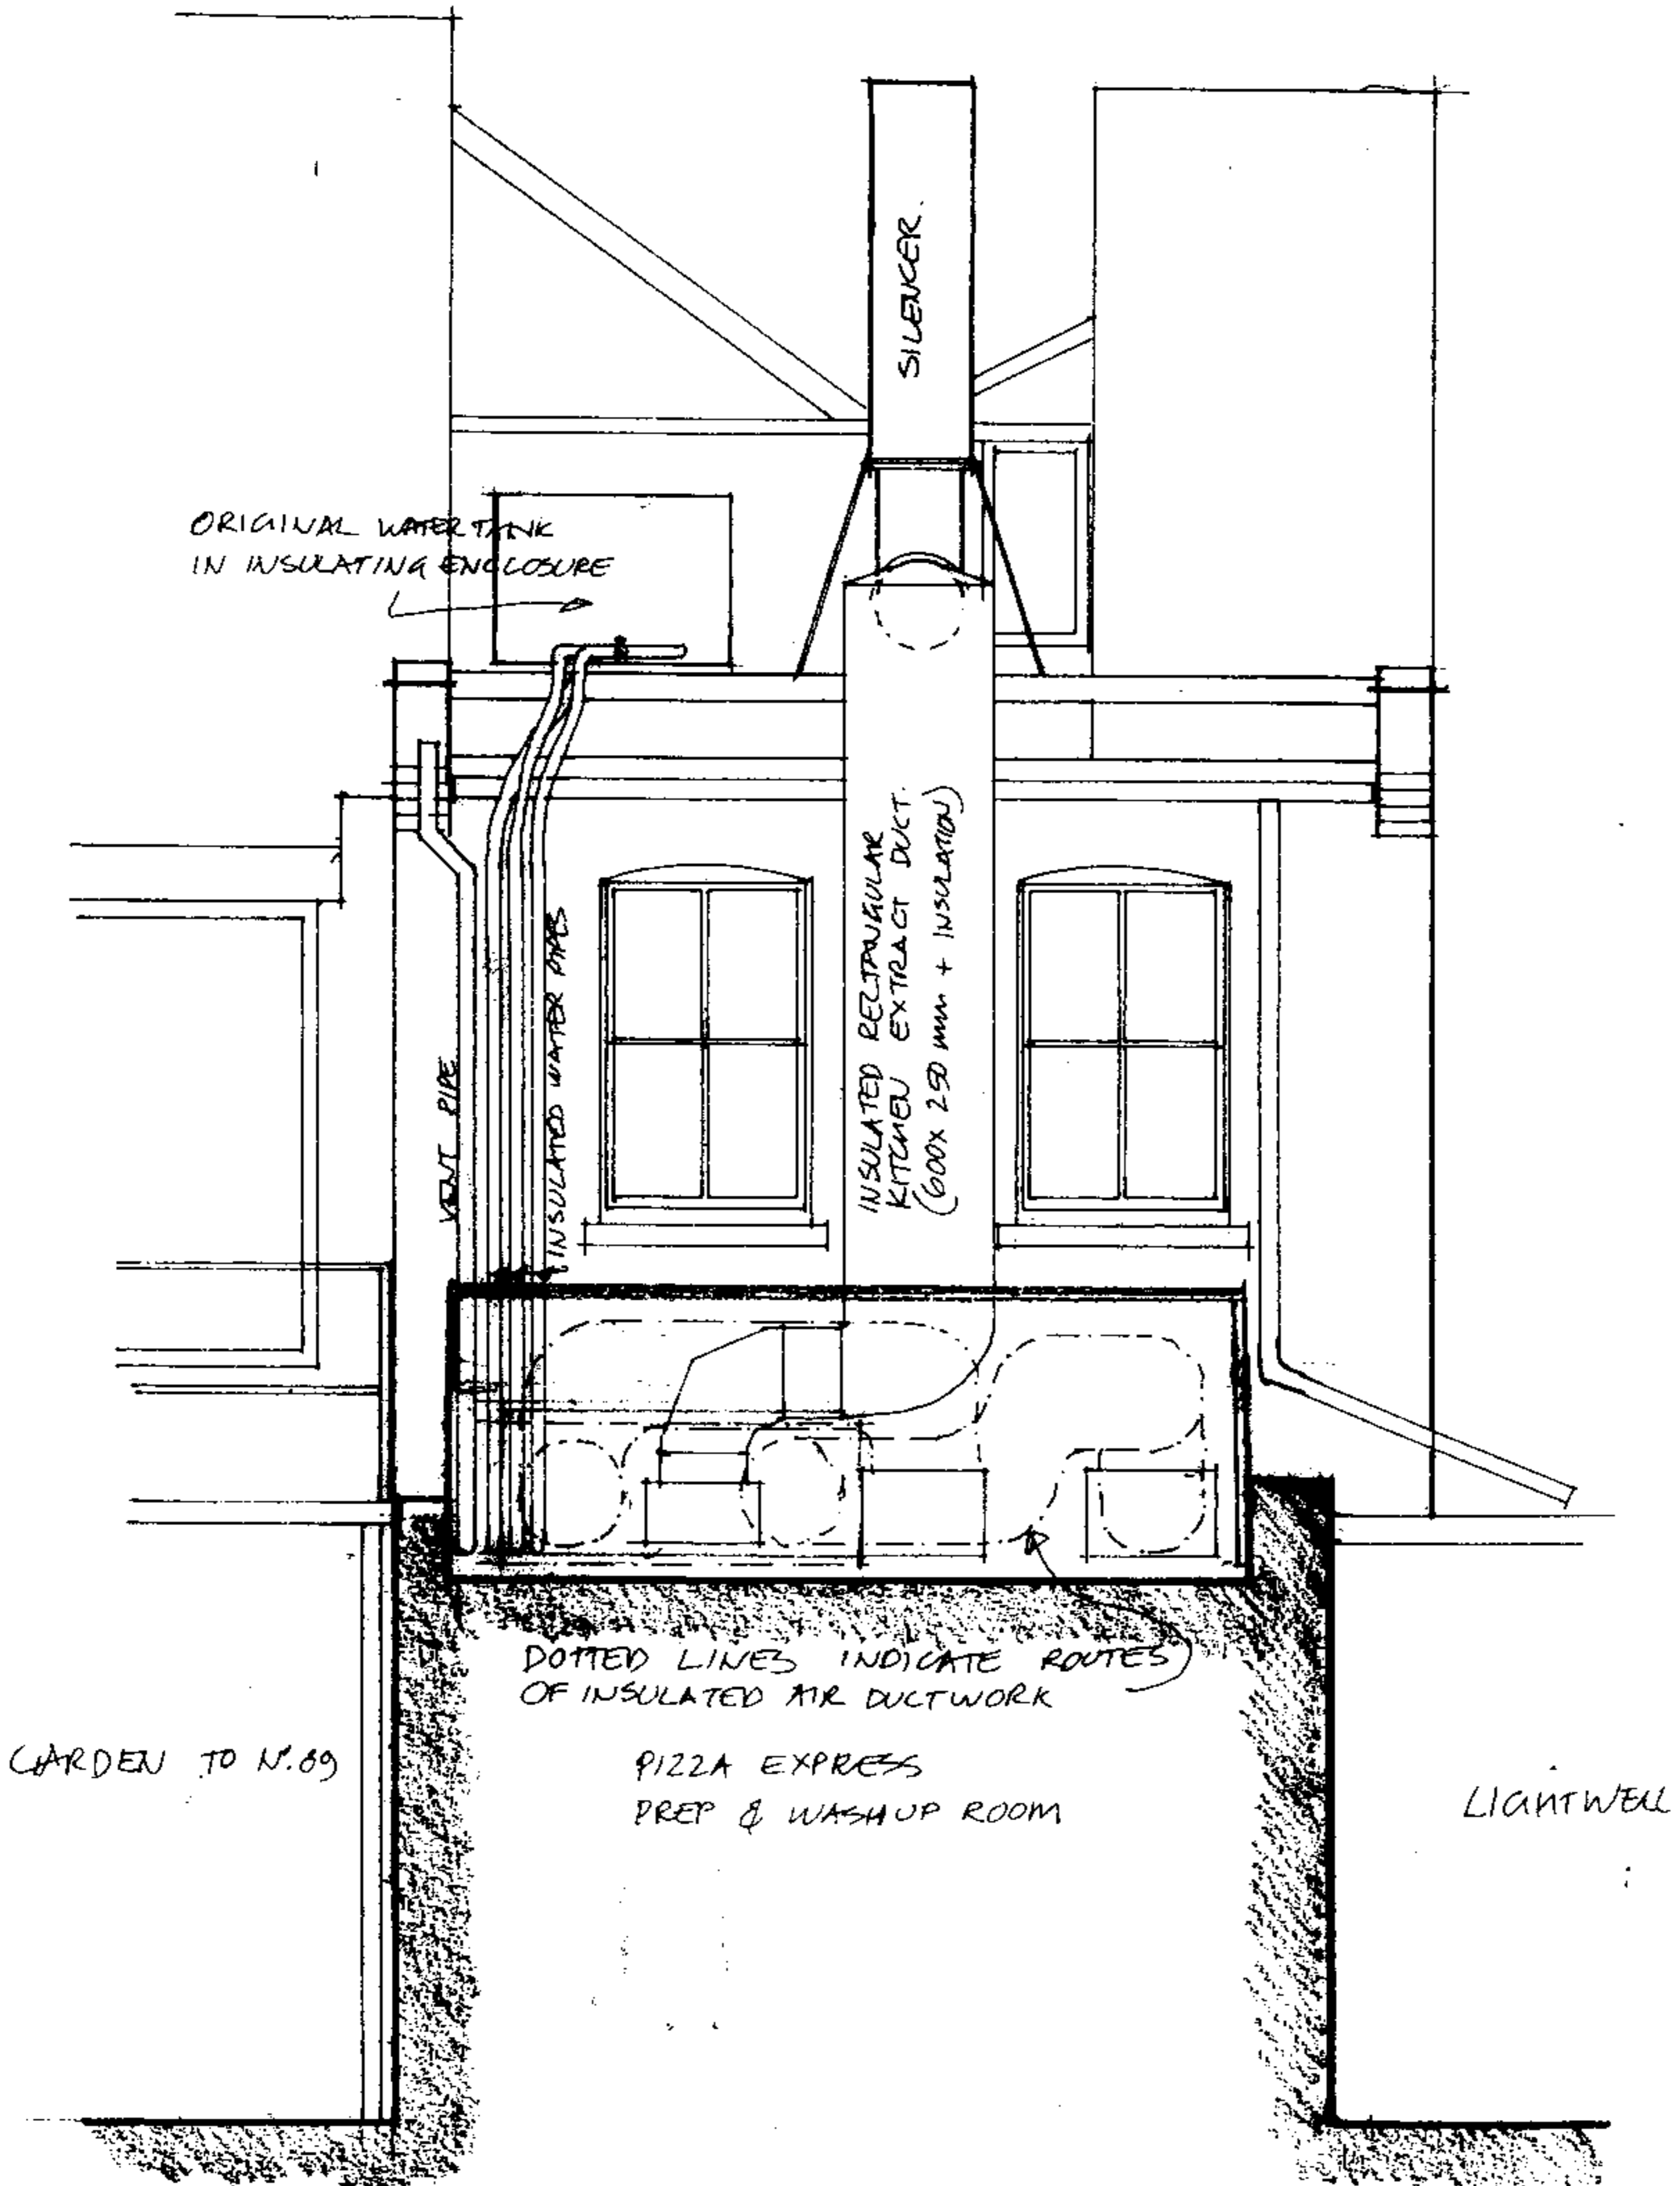 SILENCER.
ORIGINAL WATER TANK
IN INSULATING ENCLOSURE
VENT PIPE
INSULATED WATER PIPES
INSULATED RECTANGULAR
KITCHEN EXTRACT DUCT.
(600X 250 mm + INSULATION)
DOTTED LINES INDICATE ROUTES
OF INSULATED AIR DUCTWORK
GARDEN TO No.89
PIZZA EXPRESS
PREP & WASHUP ROOM
LIGHTWELL